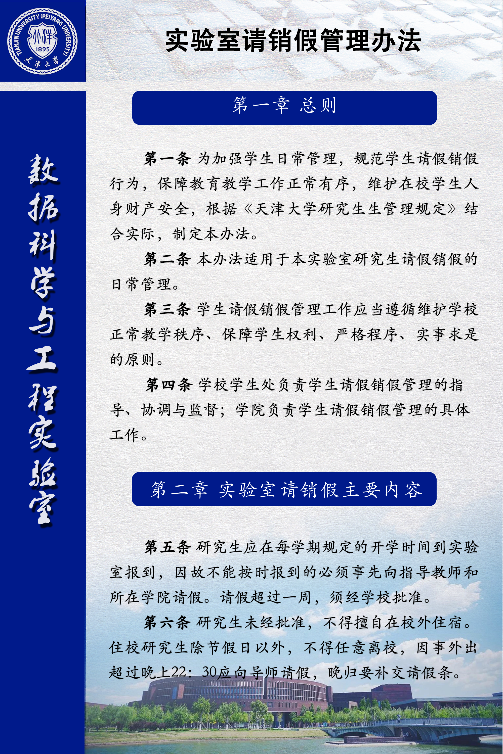 TIANJIN UNIVERSITY (PEIYANG UNIVERSITY)
北洋
1895
天津大学
实验室请销假管理办法
数据科学与工程实验室
第一章 总则
第一条 为加强学生日常管理，规范学生请假销假
行为，保障教育教学工作正常有序，维护在校学生人
身财产安全，根据《天津大学研究生生管理规定》结
合实际，制定本办法。
第二条 本办法适用于本实验室研究生请假销假的
日常管理。
第三条 学生请假销假管理工作应当遵循维护学校
正常教学秩序、保障学生权利、严格程序、实事求是
的原则。
第四条 学校学生处负责学生请假销假管理的指
导、协调与监督；学院负责学生请假销假管理的具体
工作。
第二章 实验室请销假主要内容
第五条 研究生应在每学期规定的开学时间到实验
室报到，因故不能按时报到的必须事先向指导教师和
所在学院请假。请假超过一周，须经学校批准。
第六条 研究生未经批准，不得擅自在校外住宿。
住校研究生除节假日以外，不得任意离校，因事外出
超过晚上22：30应向导师请假，晚归要补交请假条。